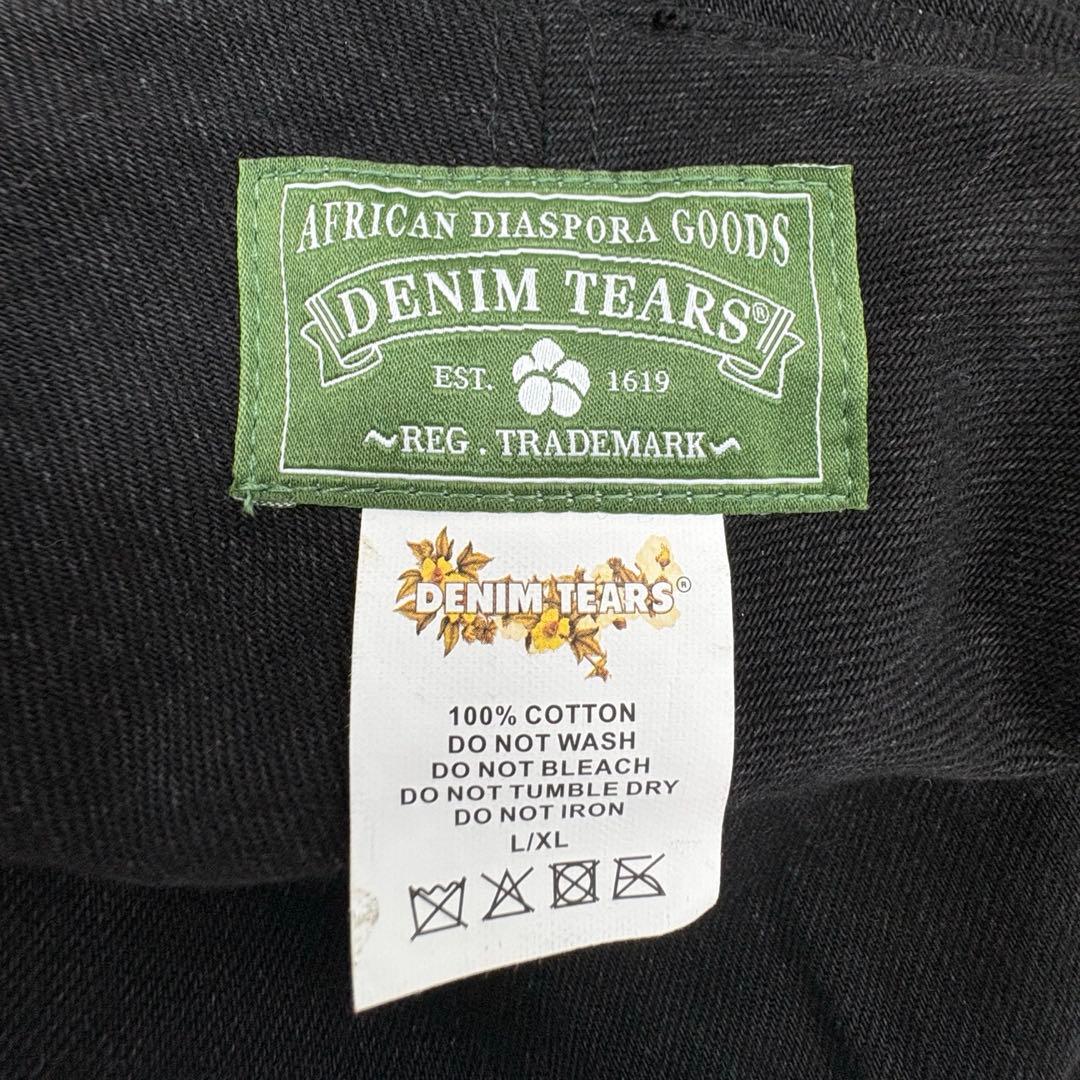 AFRICAN DIASPORA GOODS
DENIM TEARS®
EST. 1619
~REG . TRADEMARK~
DENIM TEARS®
100% COTTON
DO NOT WASH
DO NOT BLEACH
DO NOT TUMBLE DRY
DO NOT IRON
L/XL